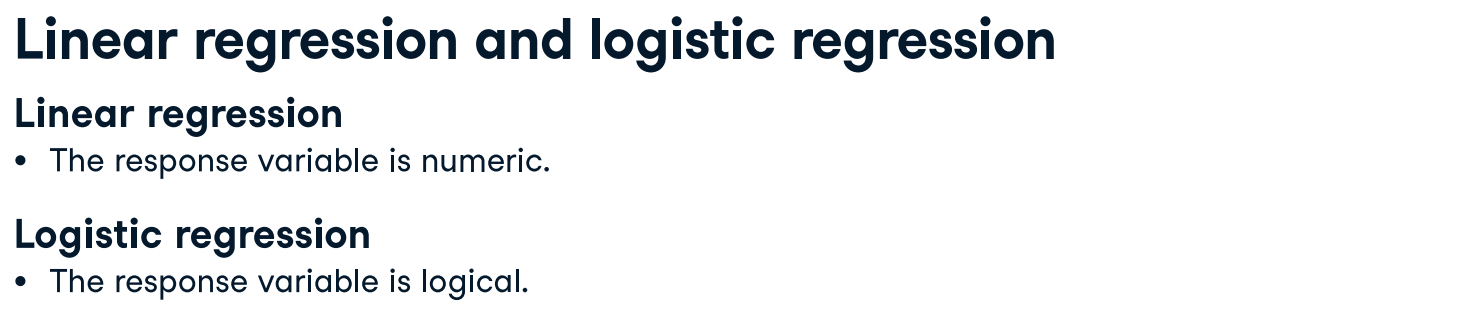 Linear regression and logistic regression
Linear regression
• The response variable is numeric.
Logistic regression
• The response variable is logical.